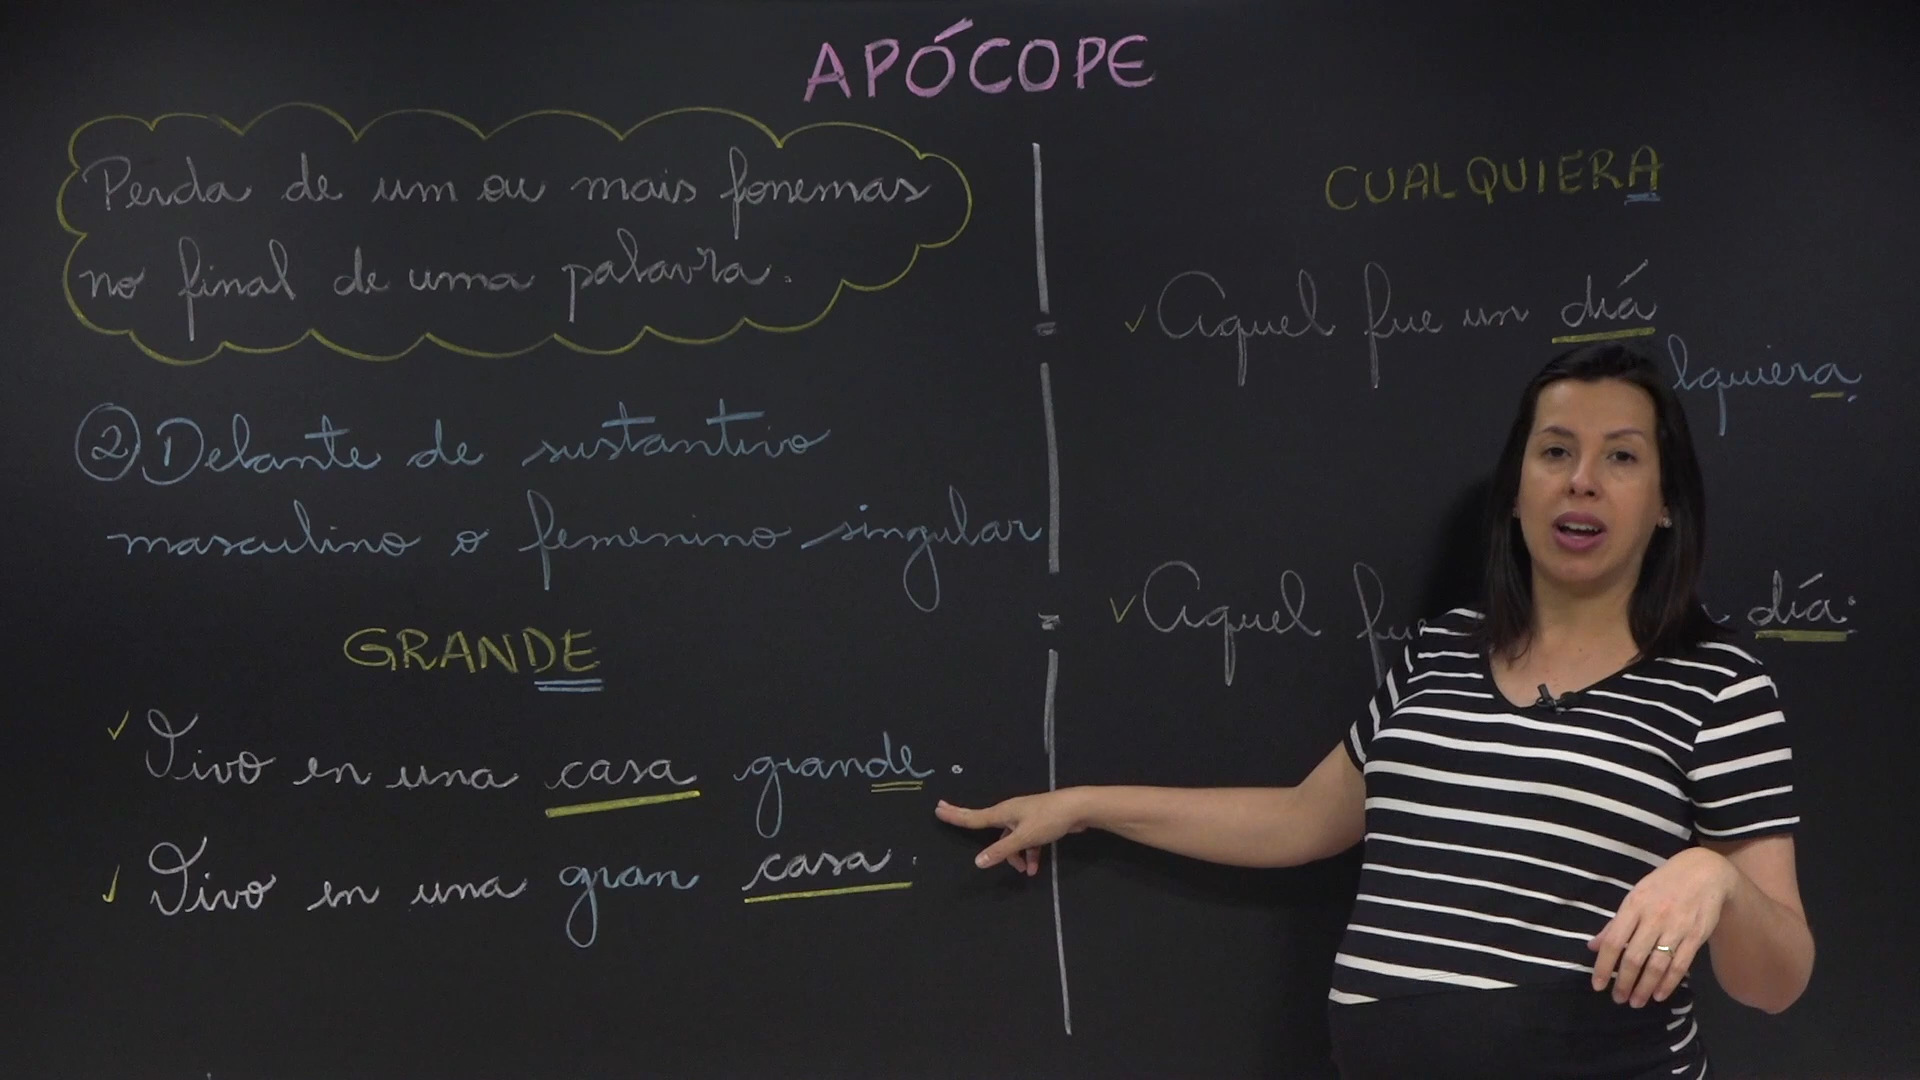 APÓCOPE
Perda de um ou mais fonemas
no final de uma palavra.
② Delante de sustantivo
masculino o femenino singular
GRANDE
✓ Vivo en una casa grande.
✓ Vivo en una gran casa.
CUALQUIERA
✓ Aquel fue un diá
lquiera.
✓ Aquel fue día.